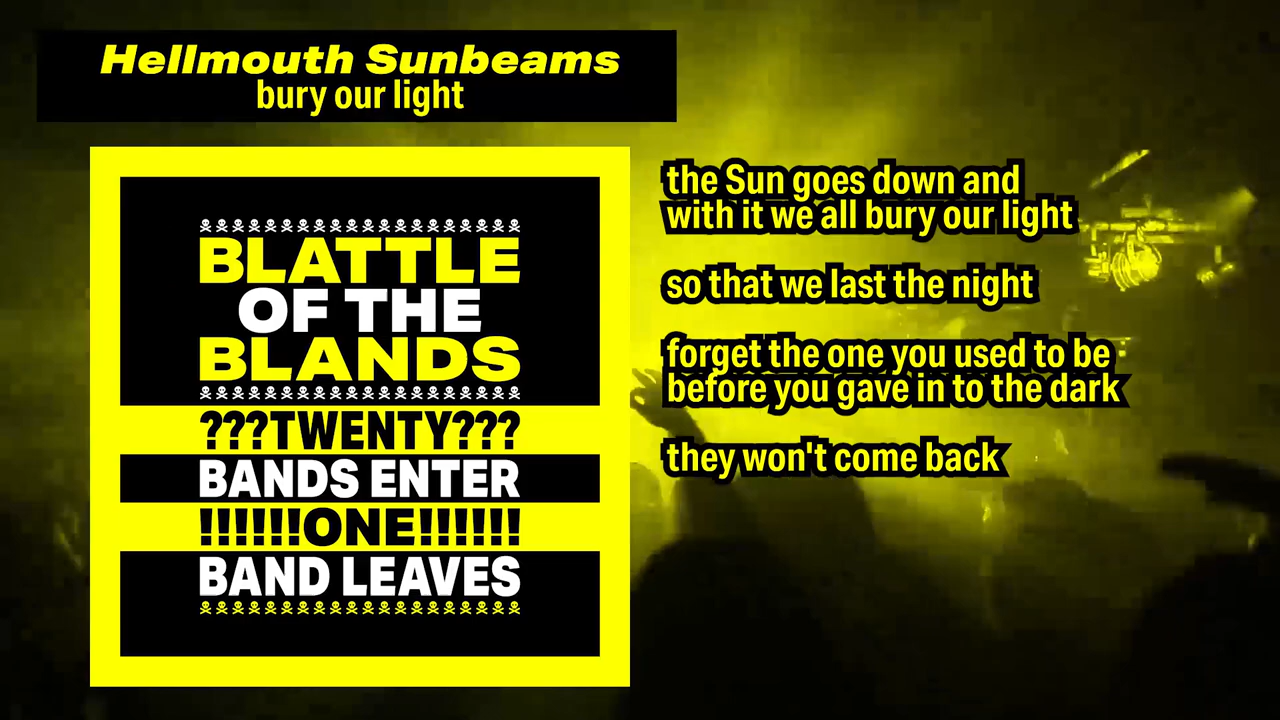 Hellmouth Sunbeams
bury our light
BLATTLE
OF THE
BLANDS
???TWENTY???
BANDS ENTER
!!!!!!ONE!!!!!!
BAND LEAVES
the Sun goes down and
with it we all bury our light
so that we last the night
forget the one you used to be
before you gave in to the dark
they won't come back